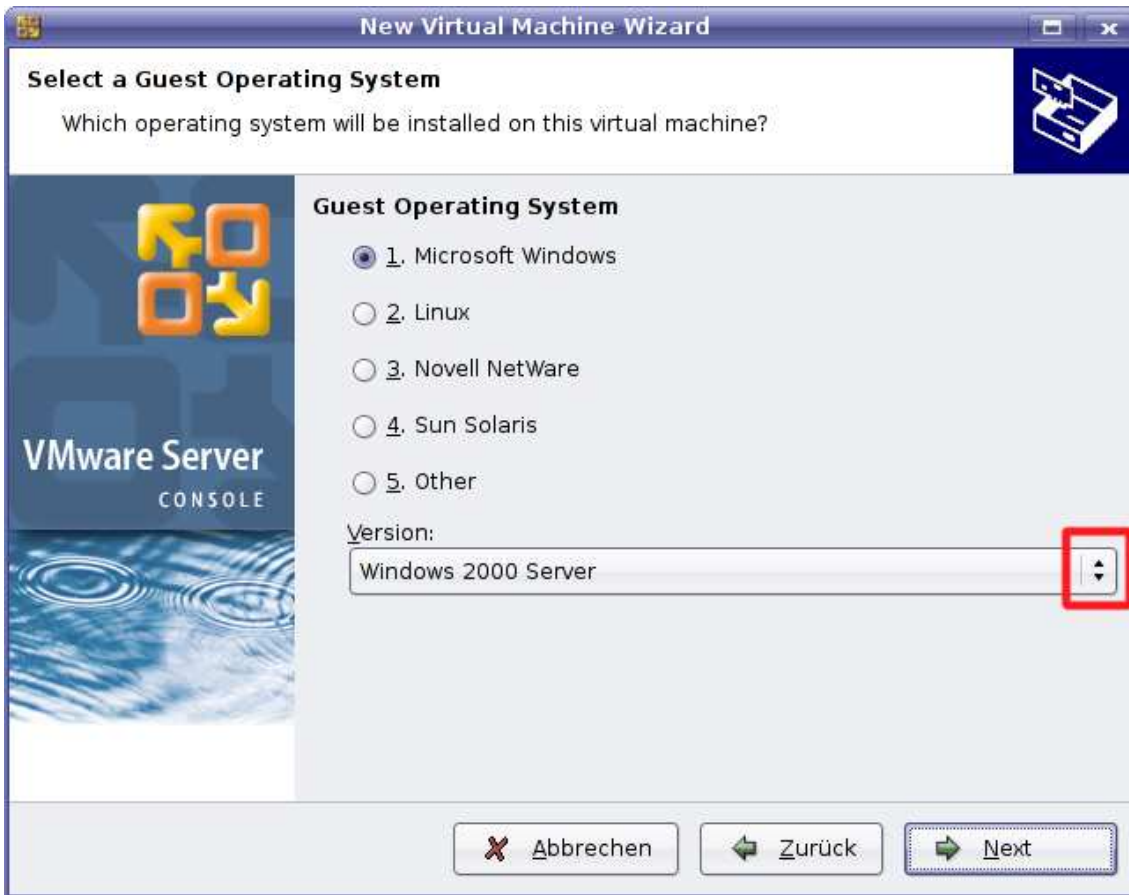 New Virtual Machine Wizard
Select a Guest Operating System
Which operating system will be installed on this virtual machine?
VMware Server
CONSOLE
Guest Operating System
1. Microsoft Windows
2. Linux
3. Novell NetWare
4. Sun Solaris
5. Other
Version:
Windows 2000 Server
Abbrechen
Zurück
Next